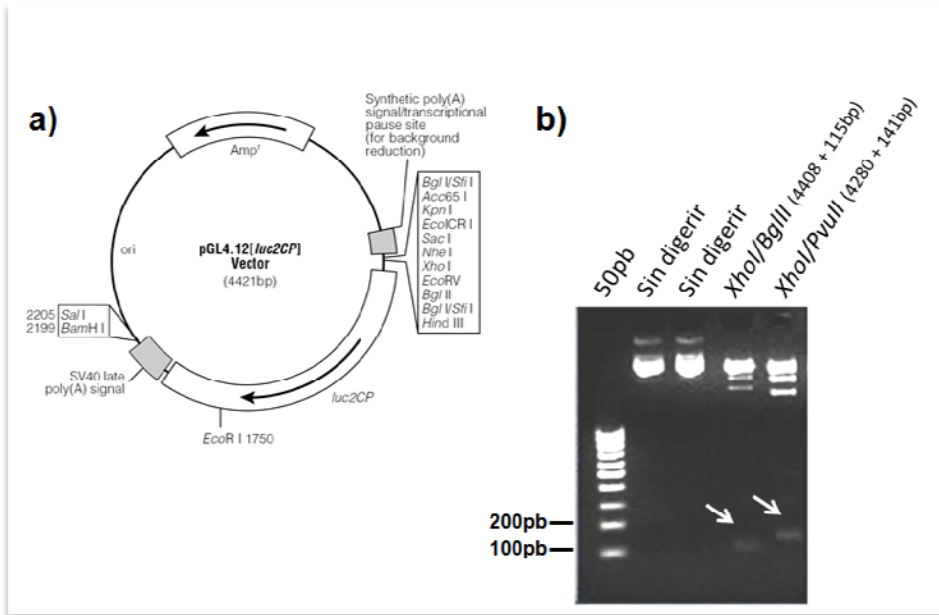 a)
Synthetic poly(A)
signal/transcriptional
pause site
(for background
reduction)
Ampʳ
Bgl I/Sfi I
Acc65 I
Kpn I
EcoICR I
Sac I
Nhe I
Xho I
EcoRV
Bgl II
Bgl I/Sfi I
Hind III
ori
pGL4.12[luc2CP]
Vector
(4421bp)
2205 Sal I
2199 BamH I
SV40 late
poly(A) signal
luc2CP
EcoR I 1750
b)
50pb
Sin digerir
Sin digerir
XhoI/BglII (4408 + 115bp)
XhoI/PvuII (4280 + 141bp)
200pb
100pb